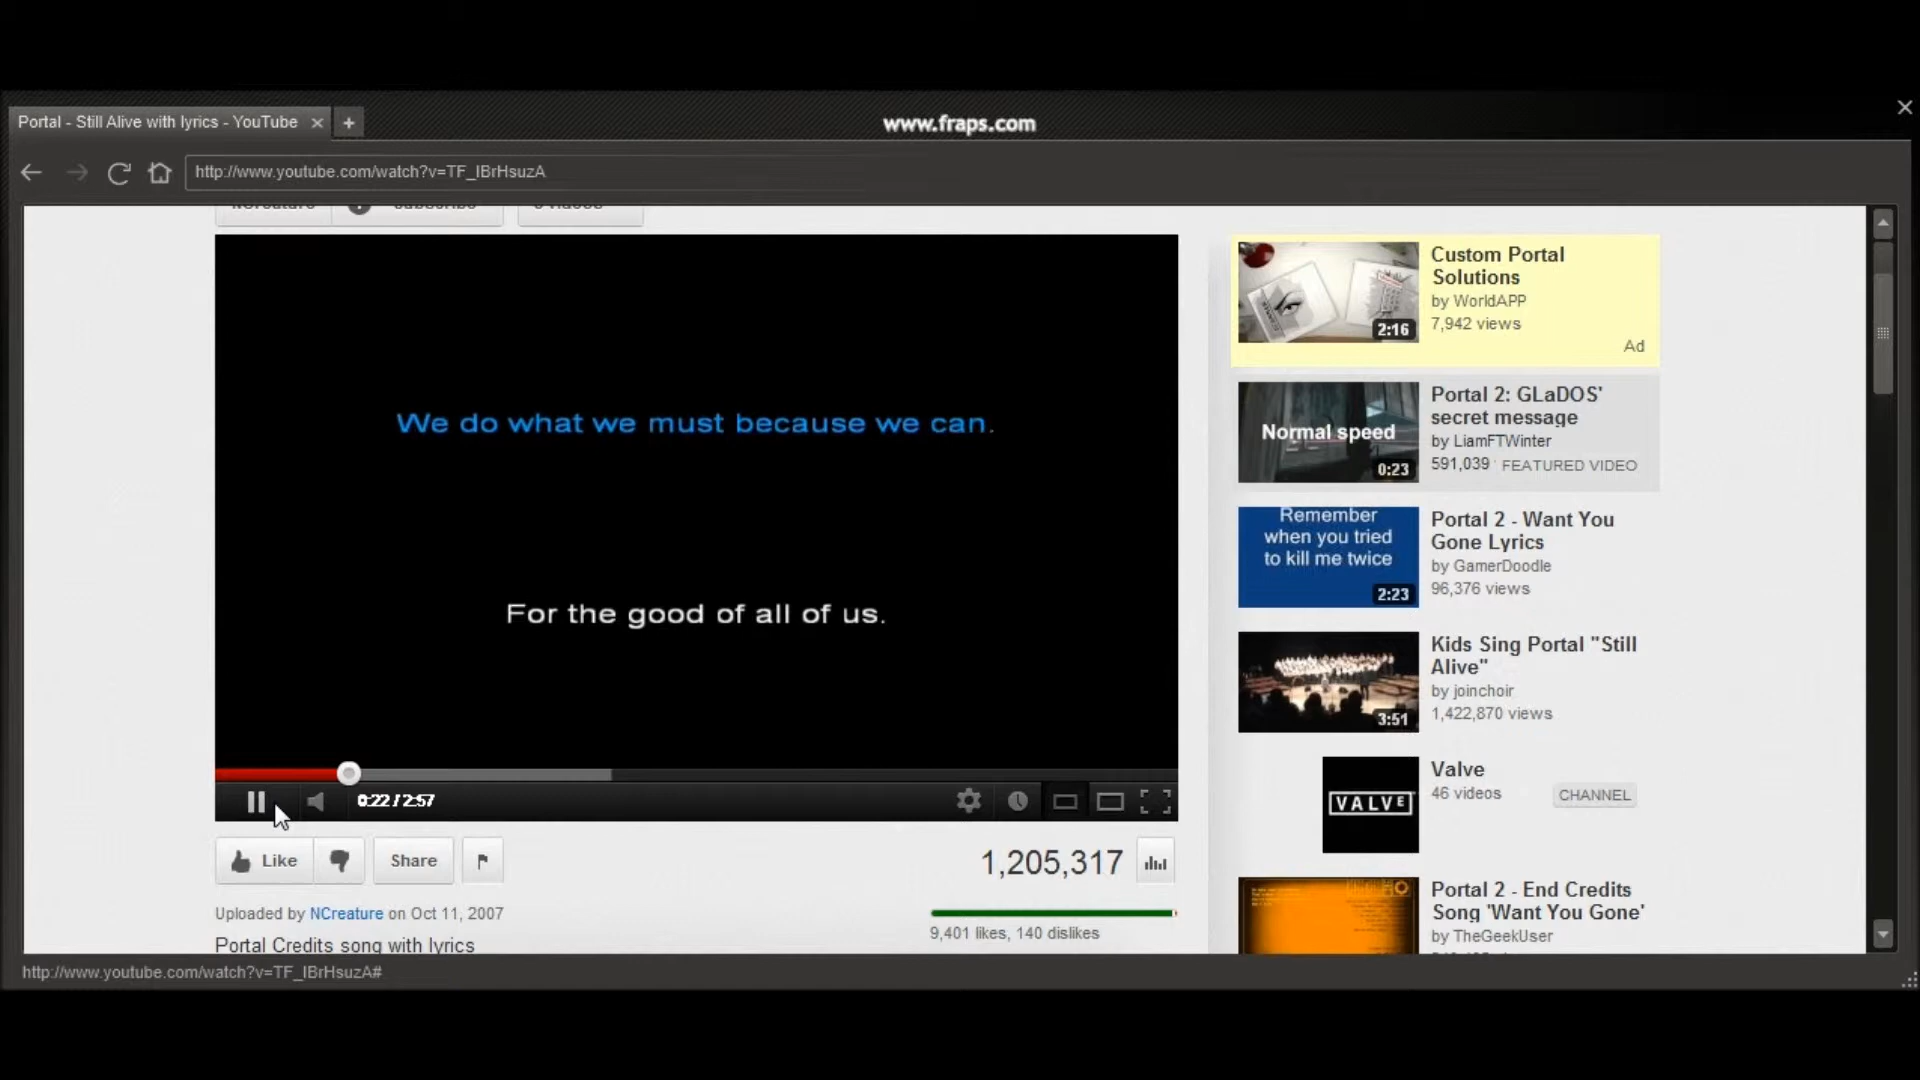 Portal - Still Alive with lyrics - YouTube
www.fraps.com
http://www.youtube.com/watch?v=TF_IBrHsuzA
We do what we must because we can.
For the good of all of us.
0:22 / 2:57
Like
Share
1,205,317
Uploaded by NCreature on Oct 11, 2007
9,401 likes, 140 dislikes
Portal Credits song with lyrics
2:16
Custom Portal
Solutions
by WorldAPP
7,942 views
Ad
Normal speed
0:23
Portal 2: GLaDOS'
secret message
by LiamFTWinter
591,039 FEATURED VIDEO
Remember
when you tried
to kill me twice
2:23
Portal 2 - Want You
Gone Lyrics
by GamerDoodle
96,376 views
3:51
Kids Sing Portal "Still
Alive"
by joinchoir
1,422,870 views
VALVE
Valve
46 videos
CHANNEL
Portal 2 - End Credits
Song 'Want You Gone'
by TheGeekUser
http://www.youtube.com/watch?v=TF_IBrHsuzA#